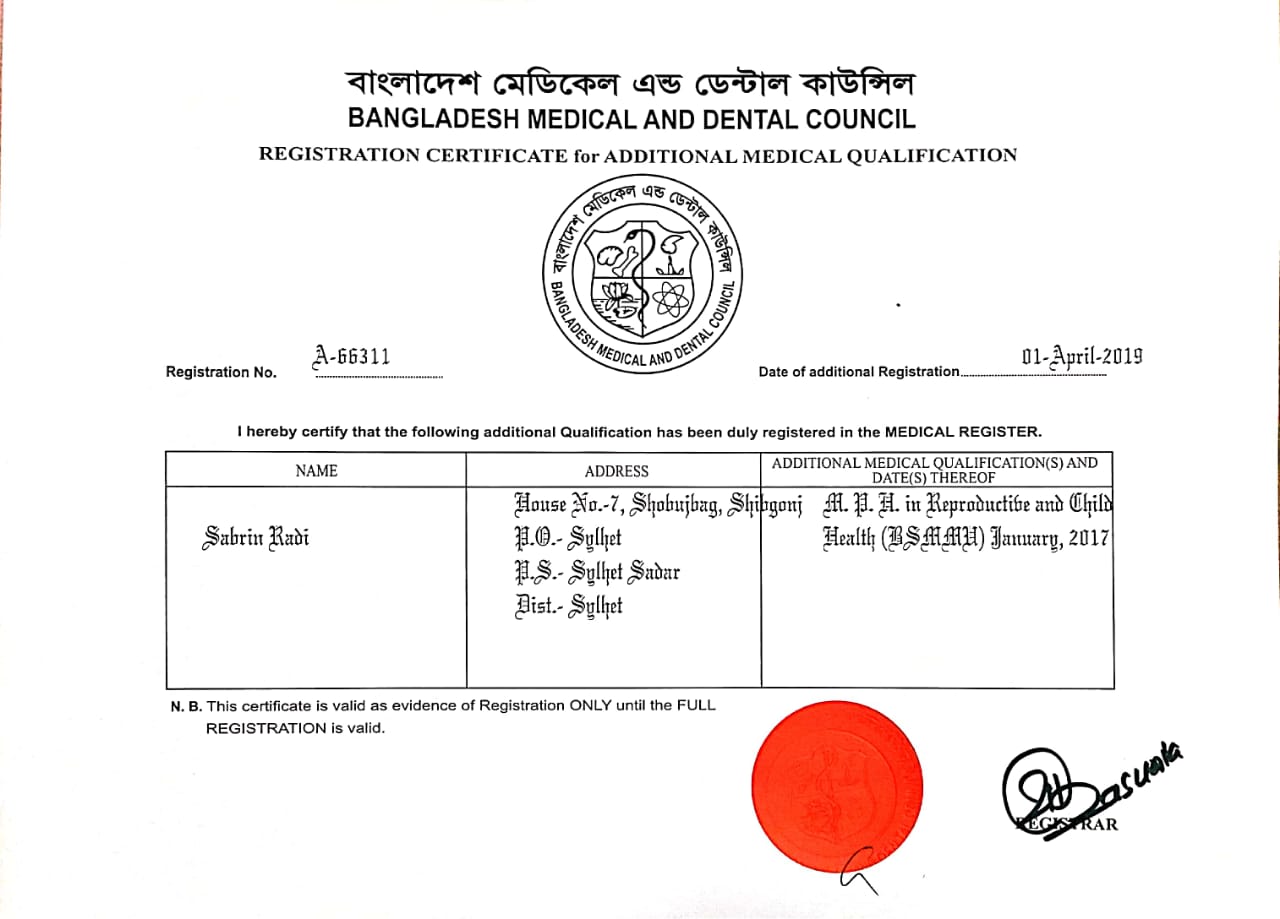 বাংলাদেশ মেডিকেল এন্ড ডেন্টাল কাউন্সিল
BANGLADESH MEDICAL AND DENTAL COUNCIL
REGISTRATION CERTIFICATE for ADDITIONAL MEDICAL QUALIFICATION
বাংলাদেশ মেডিকেল এন্ড ডেন্টাল কাউন্সিল
BANGLADESH MEDICAL AND DENTAL COUNCIL
Registration No. A-66311
Date of additional Registration 01-April-2019
I hereby certify that the following additional Qualification has been duly registered in the MEDICAL REGISTER.
NAME
ADDRESS
ADDITIONAL MEDICAL QUALIFICATION(S) AND
DATE(S) THEREOF
Sabrin Radi
House No.-7, Shobujbag, Shibgonj
P.O.- Sylhet
P.S.- Sylhet Sadar
Dist.- Sylhet
M. P. H. in Reproductive and Child
Health (BSMMU) January, 2017
N. B. This certificate is valid as evidence of Registration ONLY until the FULL
REGISTRATION is valid.
REGISTRAR